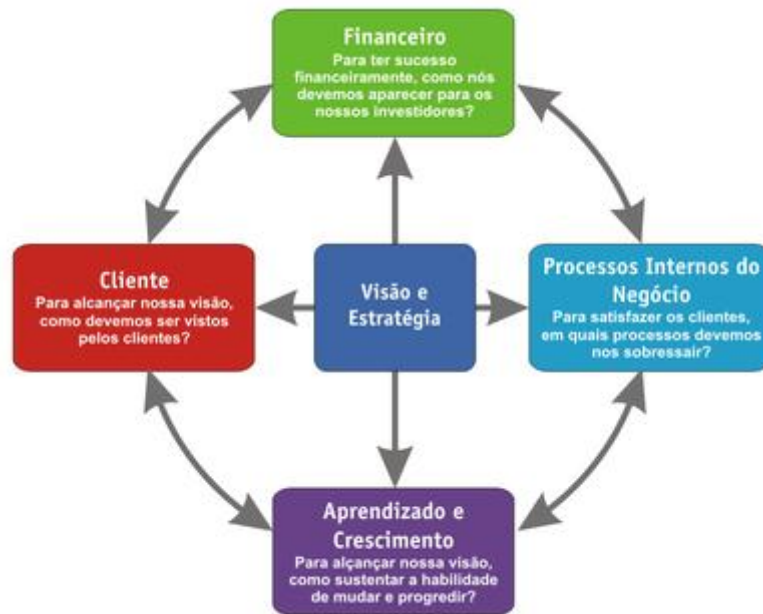 Financeiro
Para ter sucesso
financeiramente, como nós
devemos aparecer para os
nossos investidores?
Cliente
Para alcançar nossa visão,
como devemos ser vistos
pelos clientes?
Visão e
Estratégia
Processos Internos do
Negócio
Para satisfazer os clientes,
em quais processos devemos
nos sobressair?
Aprendizado e
Crescimento
Para alçançar nossa visão,
como sustentar a habilidade
de mudar e progredir?